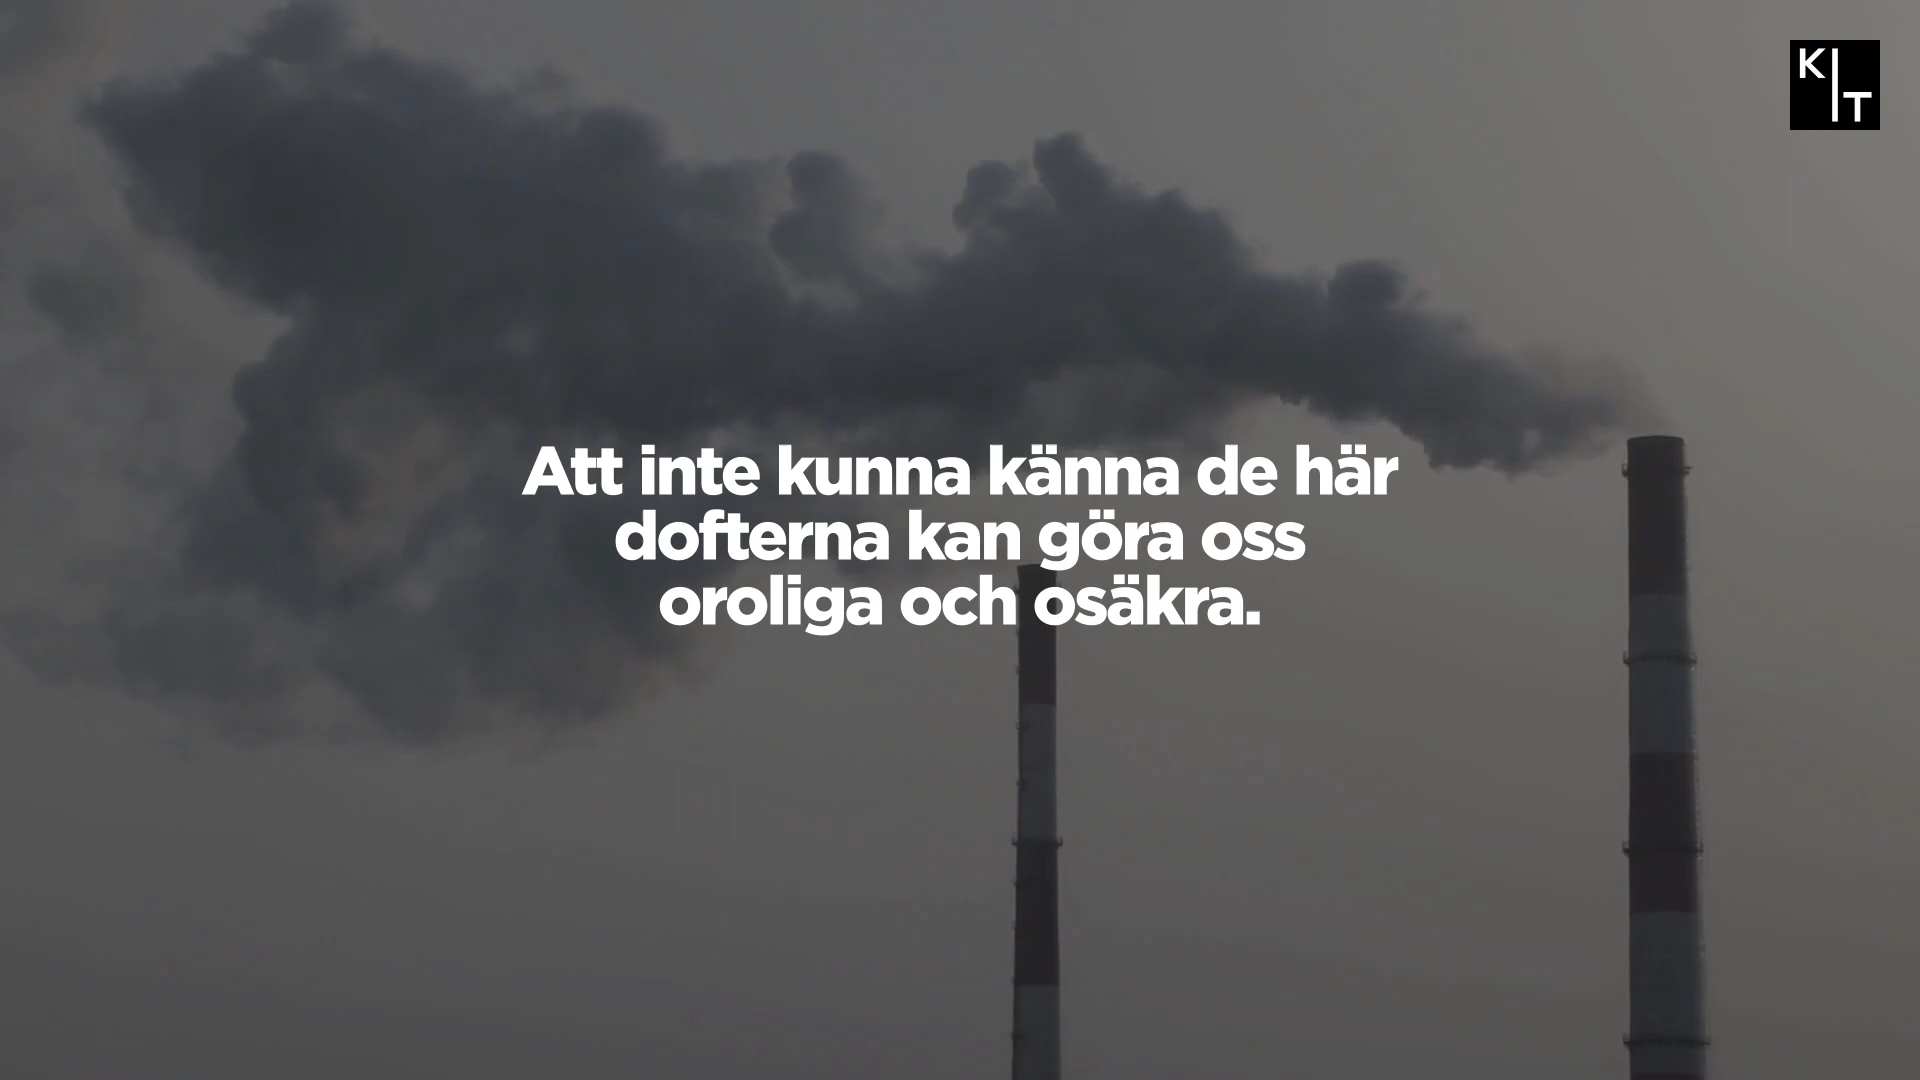 K T
Att inte kunna känna de här
dofterna kan göra oss
oroliga och osäkra.